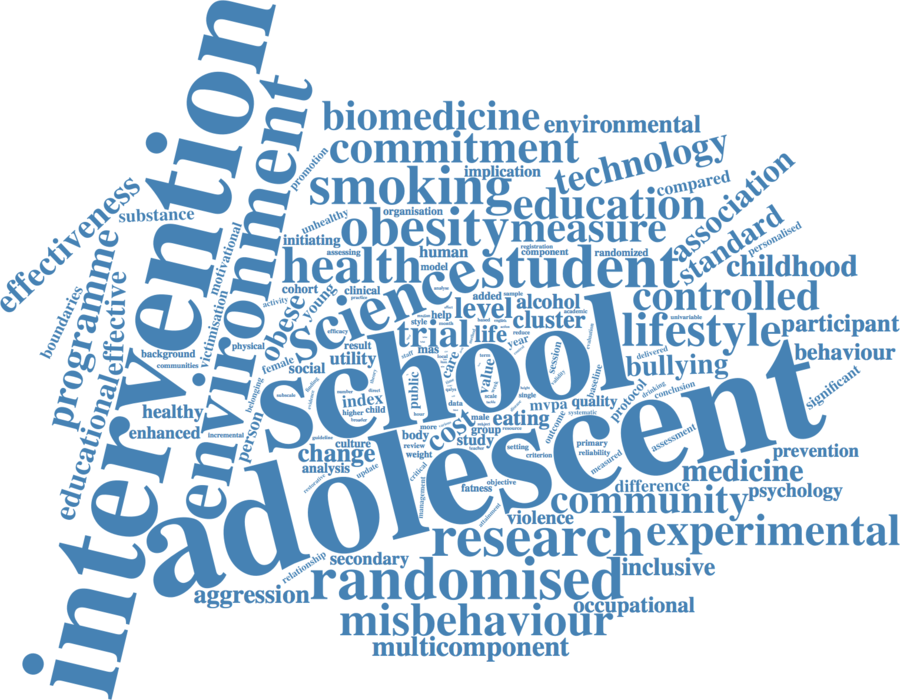 intervention
environment
effectiveness
substance
programme
boundaries
educational
effective
victimisation
motivational
background
communities
physical
healthy
enhanced
incremental
person
belonging
promotion
biomedicine
environmental
commitment
implication
technology
compared
smoking
education
association
unhealthy
organisation
obesity
measure
standard
personalised
initiating
assessing
human
registration
component
randomized
health
model
science
student
childhood
cohort
clinical
young
activity
obese
level
added
sample
alcohol
academic
controlled
style
help
cluster
univariable
lifestyle
participant
efficacy
trial
life
reduce
year
result
mas
staff
utility
female
social
care
value
session
validity
evaluation
delivered
bullying
behaviour
school
public
term
scale
single
baseline
protocol
drinking
conclusion
significant
index
higher
child
direct
data
mvpa
quality
eating
systematic
outcome
male
more
cost
group
body
culture
guideline
review
study
weight
setting
criterion
primary
reliability
measured
assessment
prevention
change
analysis
update
critical
restorative
adolescent
management
fatness
objective
attainment
difference
medicine
community
psychology
violence
research
experimental
relationship
secondary
randomised
inclusive
aggression
misbehaviour
occupational
multicomponent